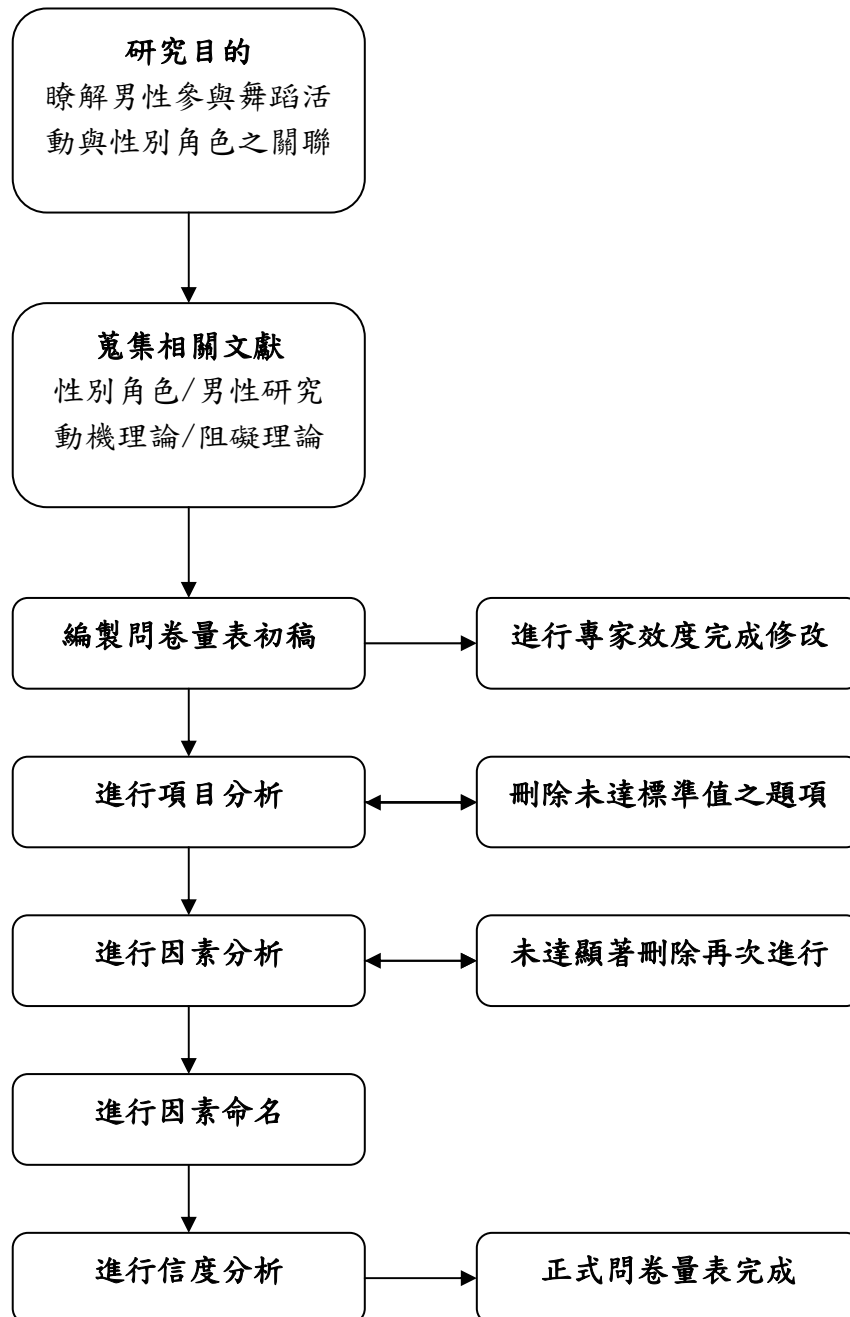 研究目的
瞭解男性參與舞蹈活
動與性別角色之關聯
蒐集相關文獻
性別角色/男性研究
動機理論/阻礙理論
編製問卷量表初稿
進行專家效度完成修改
進行項目分析
刪除未達標準值之題項
進行因素分析
未達顯著刪除再次進行
進行因素命名
進行信度分析
正式問卷量表完成